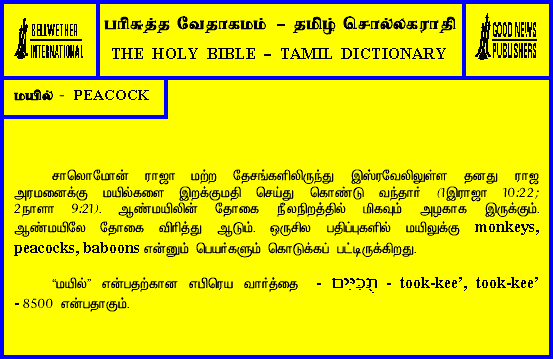 BELLWETHER
INTERNATIONAL
பரிசுத்த வேதாகமம் – தமிழ் சொல்லகராதி
THE HOLY BIBLE – TAMIL DICTIONARY
GOOD NEWS
PUBLISHERS
மயில் - PEACOCK
சாலொமோன் ராஜா மற்ற தேசங்களிலிருந்து இஸ்ரவேலிலுள்ள தனது ராஜ
அரமனைக்கு மயில்களை இறக்குமதி செய்து கொண்டு வந்தார் (1இராஜா 10:22;
2நாளா 9:21). ஆண்மயிலின் தோகை நீலநிறத்தில் மிகவும் அழகாக இருக்கும்.
ஆண்மயிலே தோகை விரித்து ஆடும். ஒருசில பதிப்புகளில் மயிலுக்கு monkeys,
peacocks, baboons என்னும் பெயர்களும் கொடுக்கப் பட்டிருக்கிறது.
“மயில்” என்பதற்கான எபிரெய வார்த்தை - תֻּכִּיִּים - took-kee’, took-kee’
- 8500 என்பதாகும்.